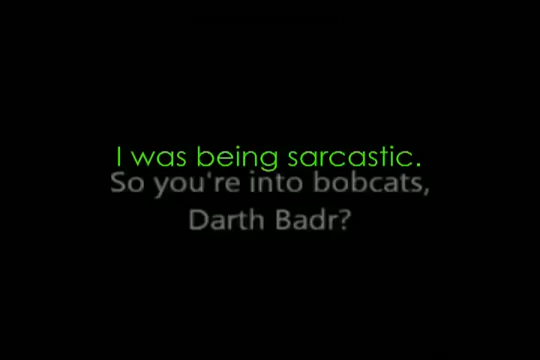 I was being sarcastic.
So you're into bobcats,
Darth Badr?